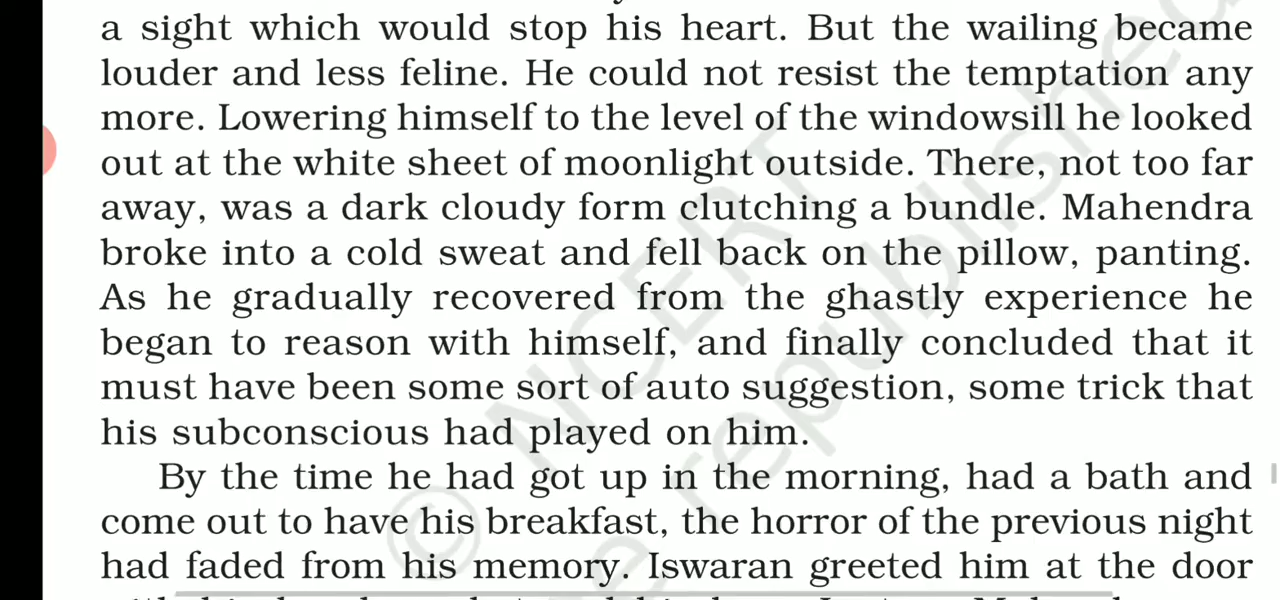 a sight which would stop his heart. But the wailing became
louder and less feline. He could not resist the temptation any
more. Lowering himself to the level of the windowsill he looked
out at the white sheet of moonlight outside. There, not too far
away, was a dark cloudy form clutching a bundle. Mahendra
broke into a cold sweat and fell back on the pillow, panting.
As he gradually recovered from the ghastly experience he
began to reason with himself, and finally concluded that it
must have been some sort of auto suggestion, some trick that
his subconscious had played on him.
By the time he had got up in the morning, had a bath and
come out to have his breakfast, the horror of the previous night
had faded from his memory. Iswaran greeted him at the door
© NCERT
republished